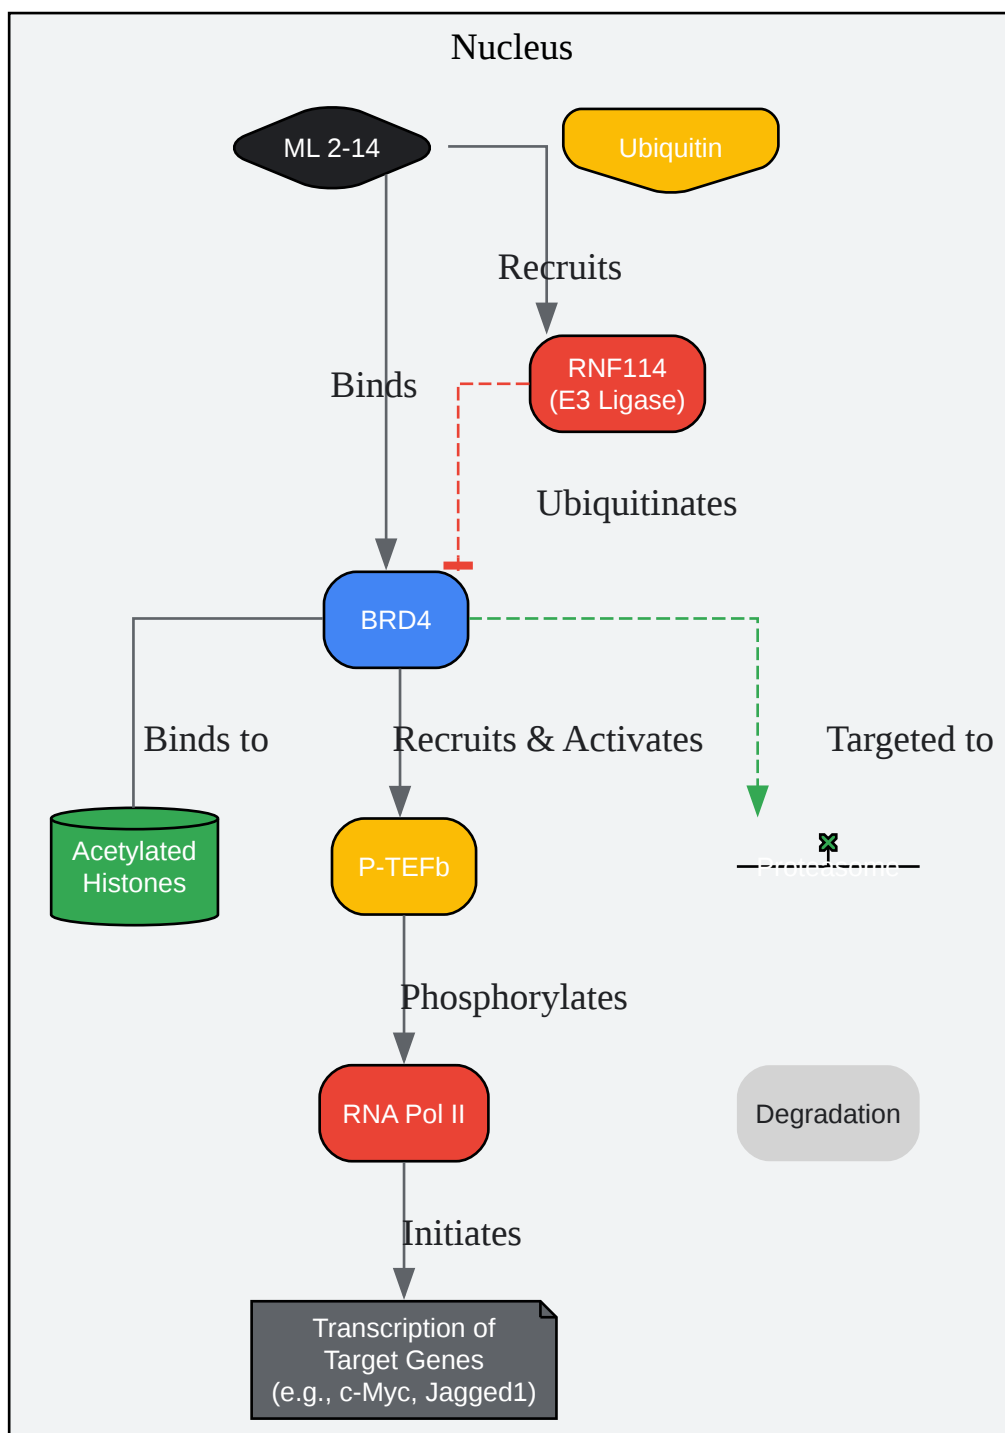 Nucleus
ML 2-14
Ubiquitin
Recruits
RNF114
(E3 Ligase)
Binds
Ubiquitinates
BRD4
Binds to
Recruits & Activates
Targeted to
Acetylated
Histones
P-TEFb
Proteasome
Phosphorylates
RNA Pol II
Degradation
Initiates
Transcription of
Target Genes
(e.g., c-Myc, Jagged1)